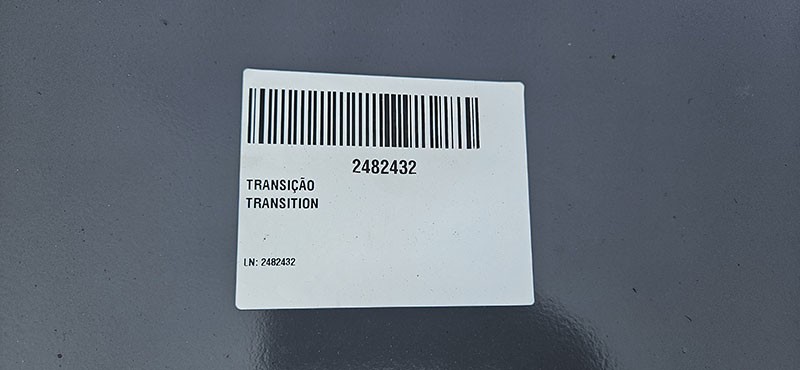 2482432
TRANSIÇÃO
TRANSITION
LN: 2482432